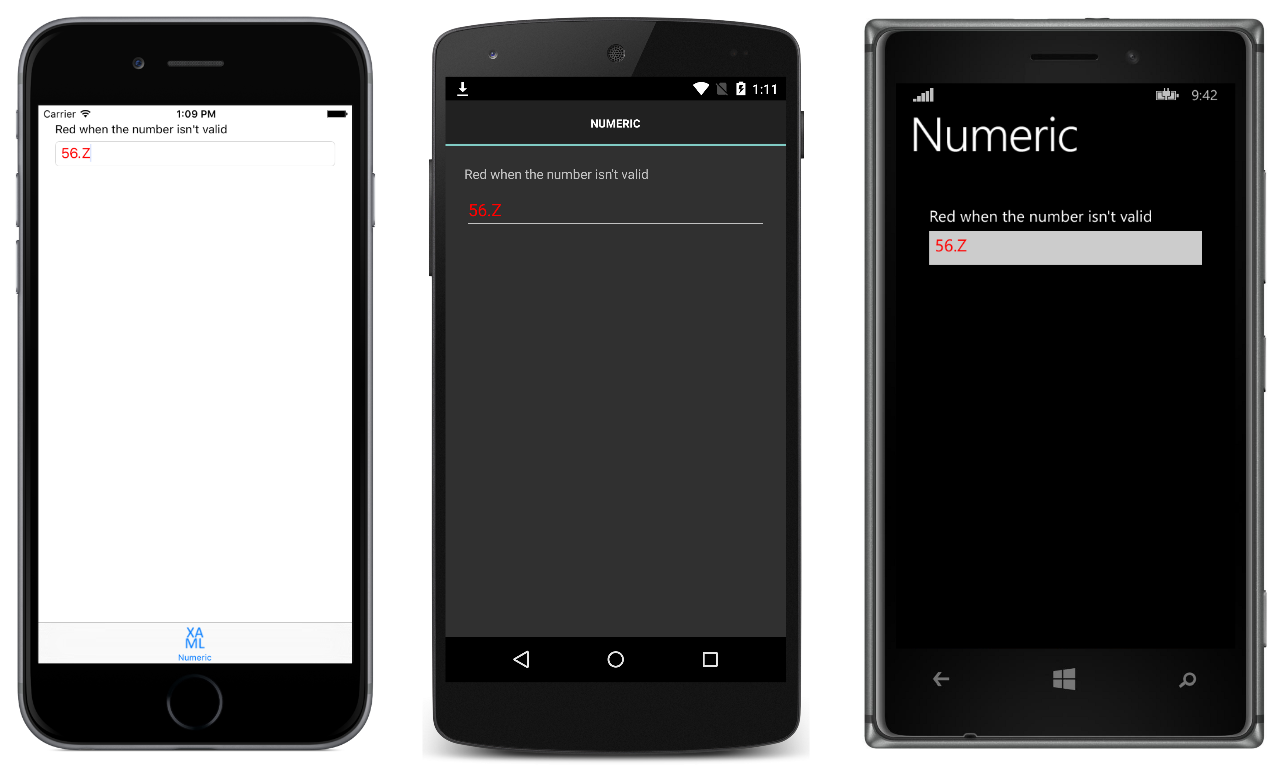 Carrier 1:09 PM
Red when the number isn't valid
56.Z
XA
ML
Numeric
1:11
NUMERIC
Red when the number isn't valid
56.Z
9:42
Numeric
Red when the number isn't valid
56.Z